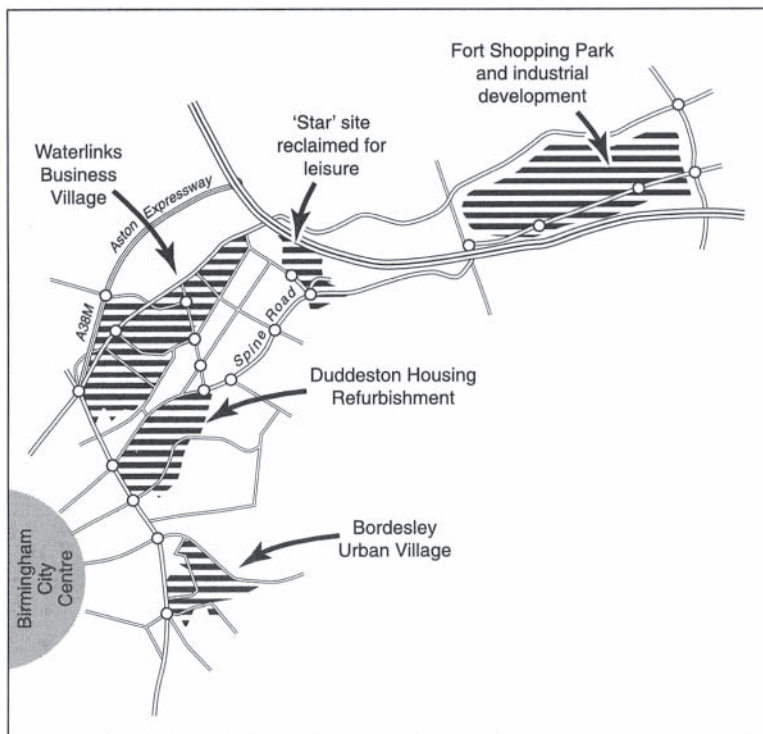 Fort Shopping Park
and industrial
development
'Star' site
reclaimed for
leisure
Waterlinks
Business
Village
Aston Expressway
A38M
Spine Road
Duddeston Housing
Refurbishment
Bordesley
Urban Village
Birmingham
City
Centre